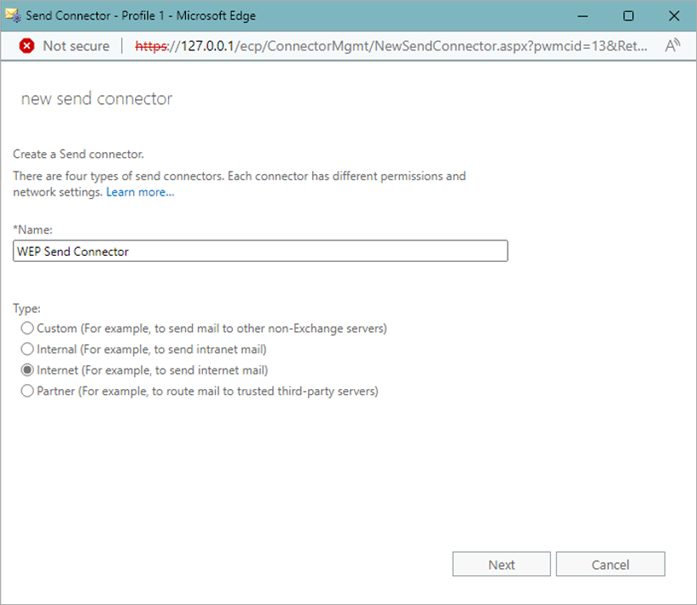 Send Connector - Profile 1 - Microsoft Edge
Not secure | https://127.0.0.1/ecp/ConnectorMgmt/NewSendConnector.aspx?pwmcid=13&Ret... A
new send connector
Create a Send connector.
There are four types of send connectors. Each connector has different permissions and
network settings. Learn more...
*Name:
WEP Send Connector
Type:
Custom (For example, to send mail to other non-Exchange servers)
Internal (For example, to send intranet mail)
Internet (For example, to send internet mail)
Partner (For example, to route mail to trusted third-party servers)
Next Cancel